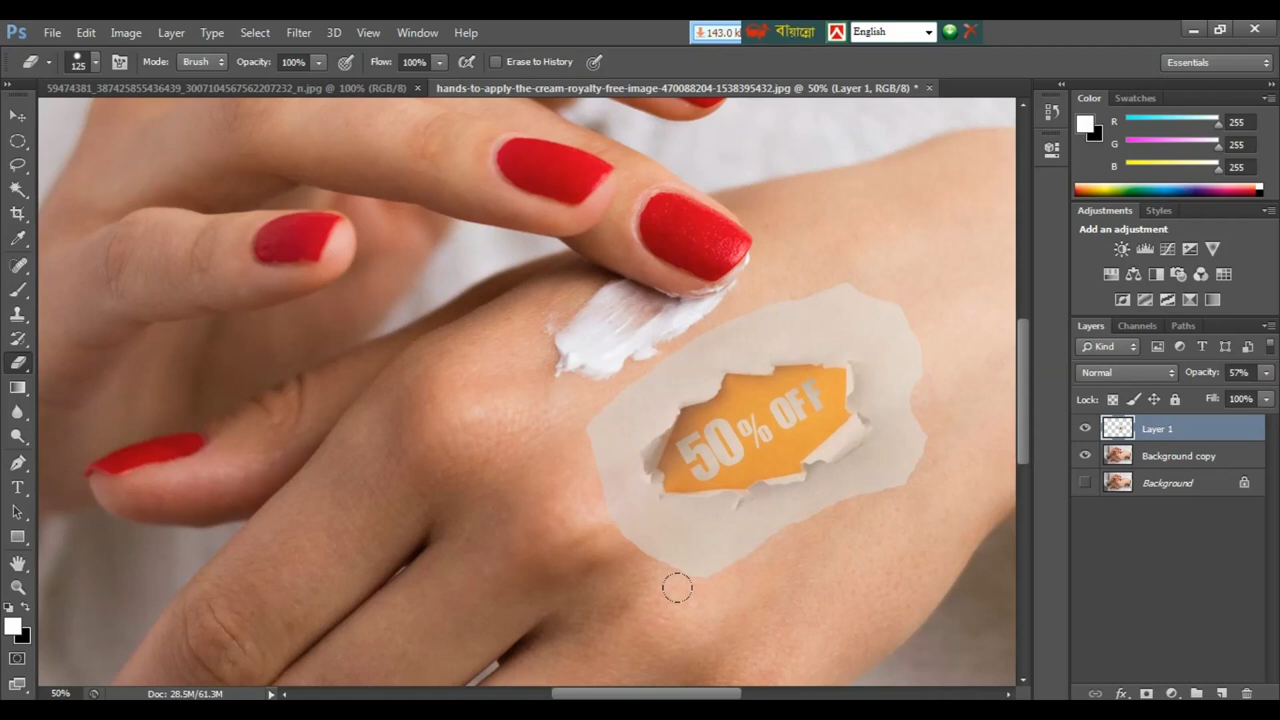 143.0 k বায়ান্নো English
Ps File Edit Image Layer Type Select Filter 3D View Window Help
125 Mode: Brush Opacity: 100% Flow: 100% Erase to History Essentials
59474381_387425855436439_3007104567562207232_n.jpg @ 100% (RGB/8) × hands-to-apply-the-cream-royalty-free-image-470088204-1538395432.jpg @ 50% (Layer 1, RGB/8) * ×
Color Swatches
R 255
G 255
B 255
Adjustments Styles
Add an adjustment
Layers Channels Paths
Kind
Normal Opacity: 57%
Lock: Fill: 100%
Layer 1
Background copy
Background
50% OFF
50% Doc: 28.5M/61.3M